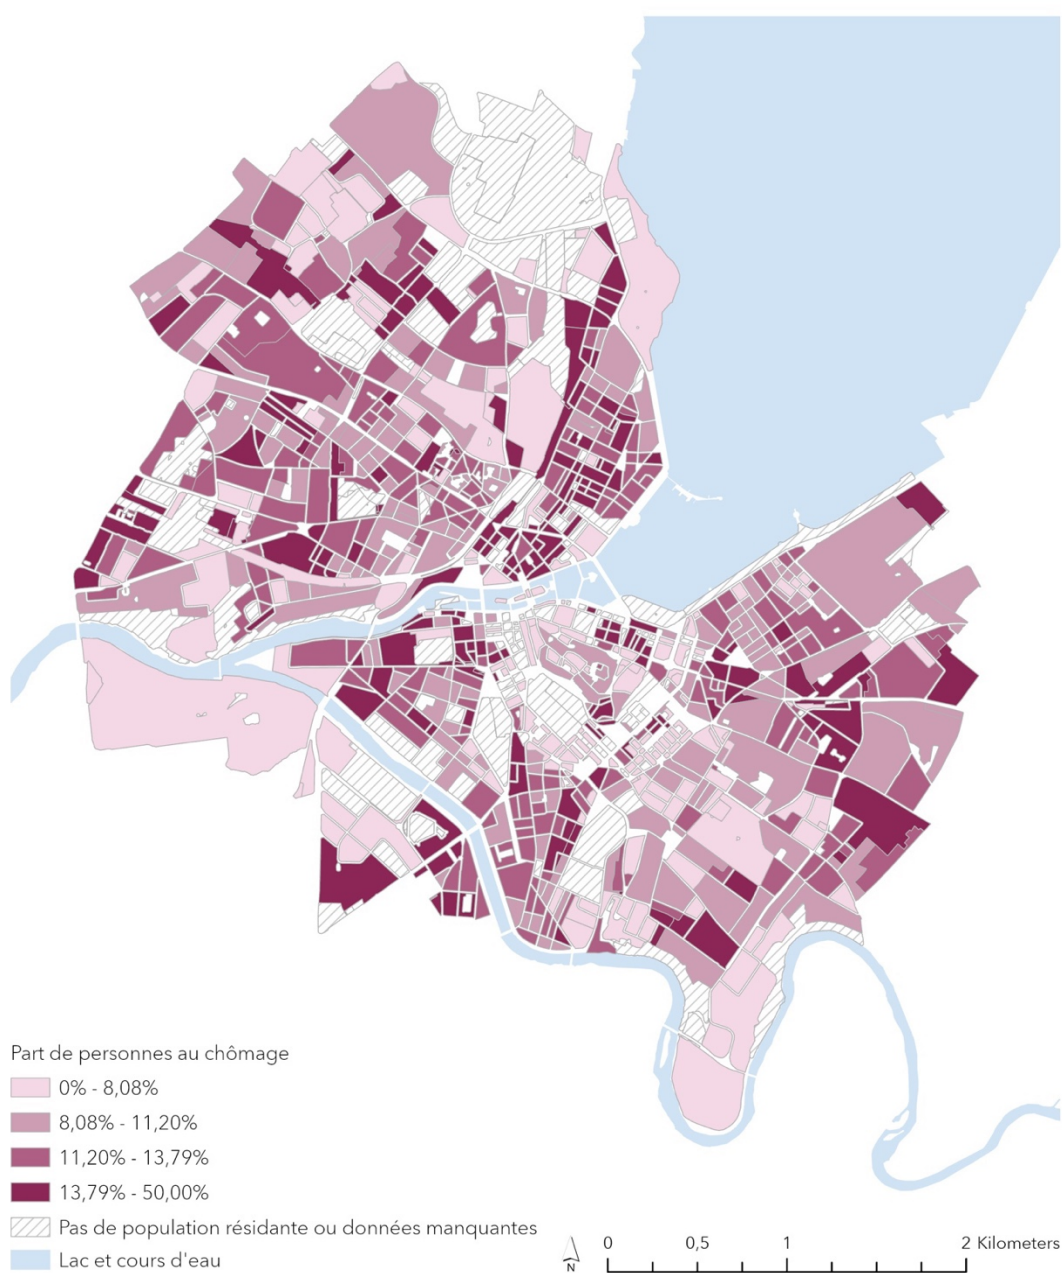 Part de personnes au chômage
0% - 8,08%
8,08% - 11,20%
11,20% - 13,79%
13,79% - 50,00%
Pas de population résidante ou données manquantes
Lac et cours d'eau
N
0 0,5 1 2 Kilometers